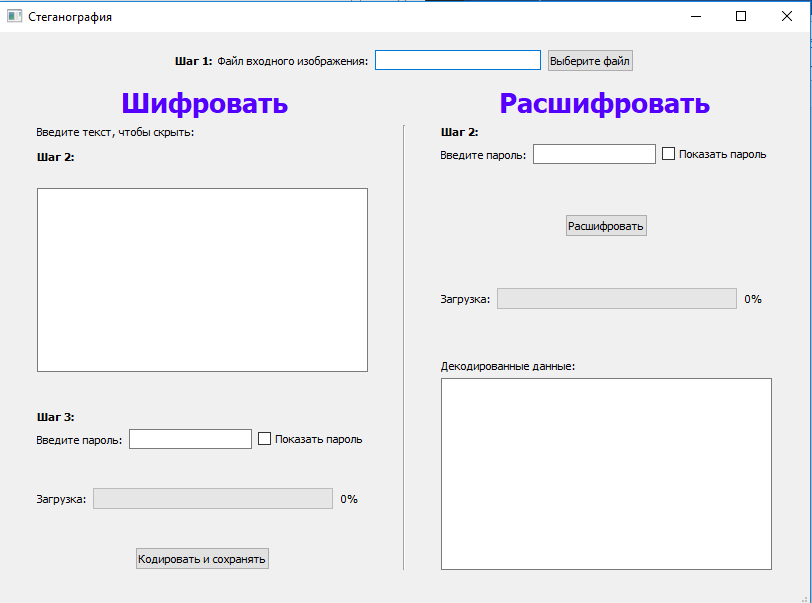 Стеганография
Шаг 1: Файл входного изображения: Выберите файл
Шифровать
Введите текст, чтобы скрыть:
Шаг 2:
Шаг 3:
Введите пароль: Показать пароль
Загрузка: 0%
Кодировать и сохранять
Расшифровать
Шаг 2:
Введите пароль: Показать пароль
Расшифровать
Загрузка: 0%
Декодированные данные: